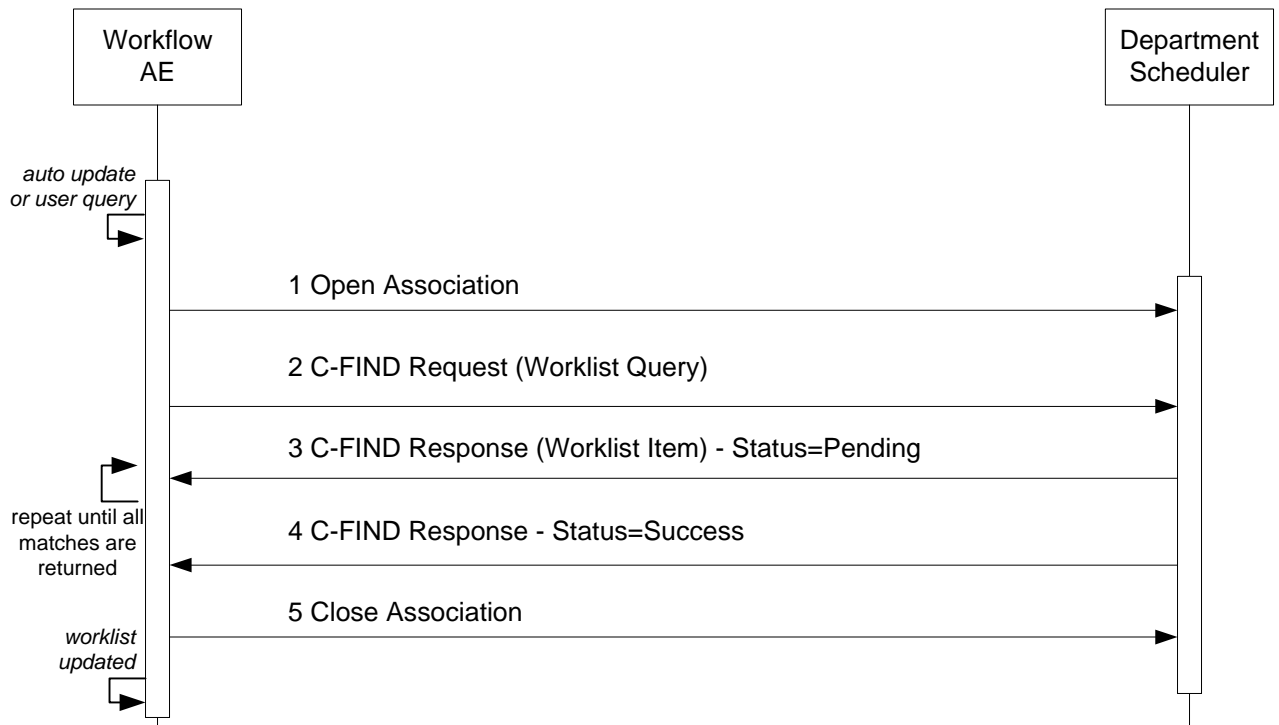 Workflow
AE
Department
Scheduler
auto update
or user query
1 Open Association
2 C-FIND Request (Worklist Query)
3 C-FIND Response (Worklist Item) - Status=Pending
repeat until all
matches are
returned
4 C-FIND Response - Status=Success
5 Close Association
worklist
updated